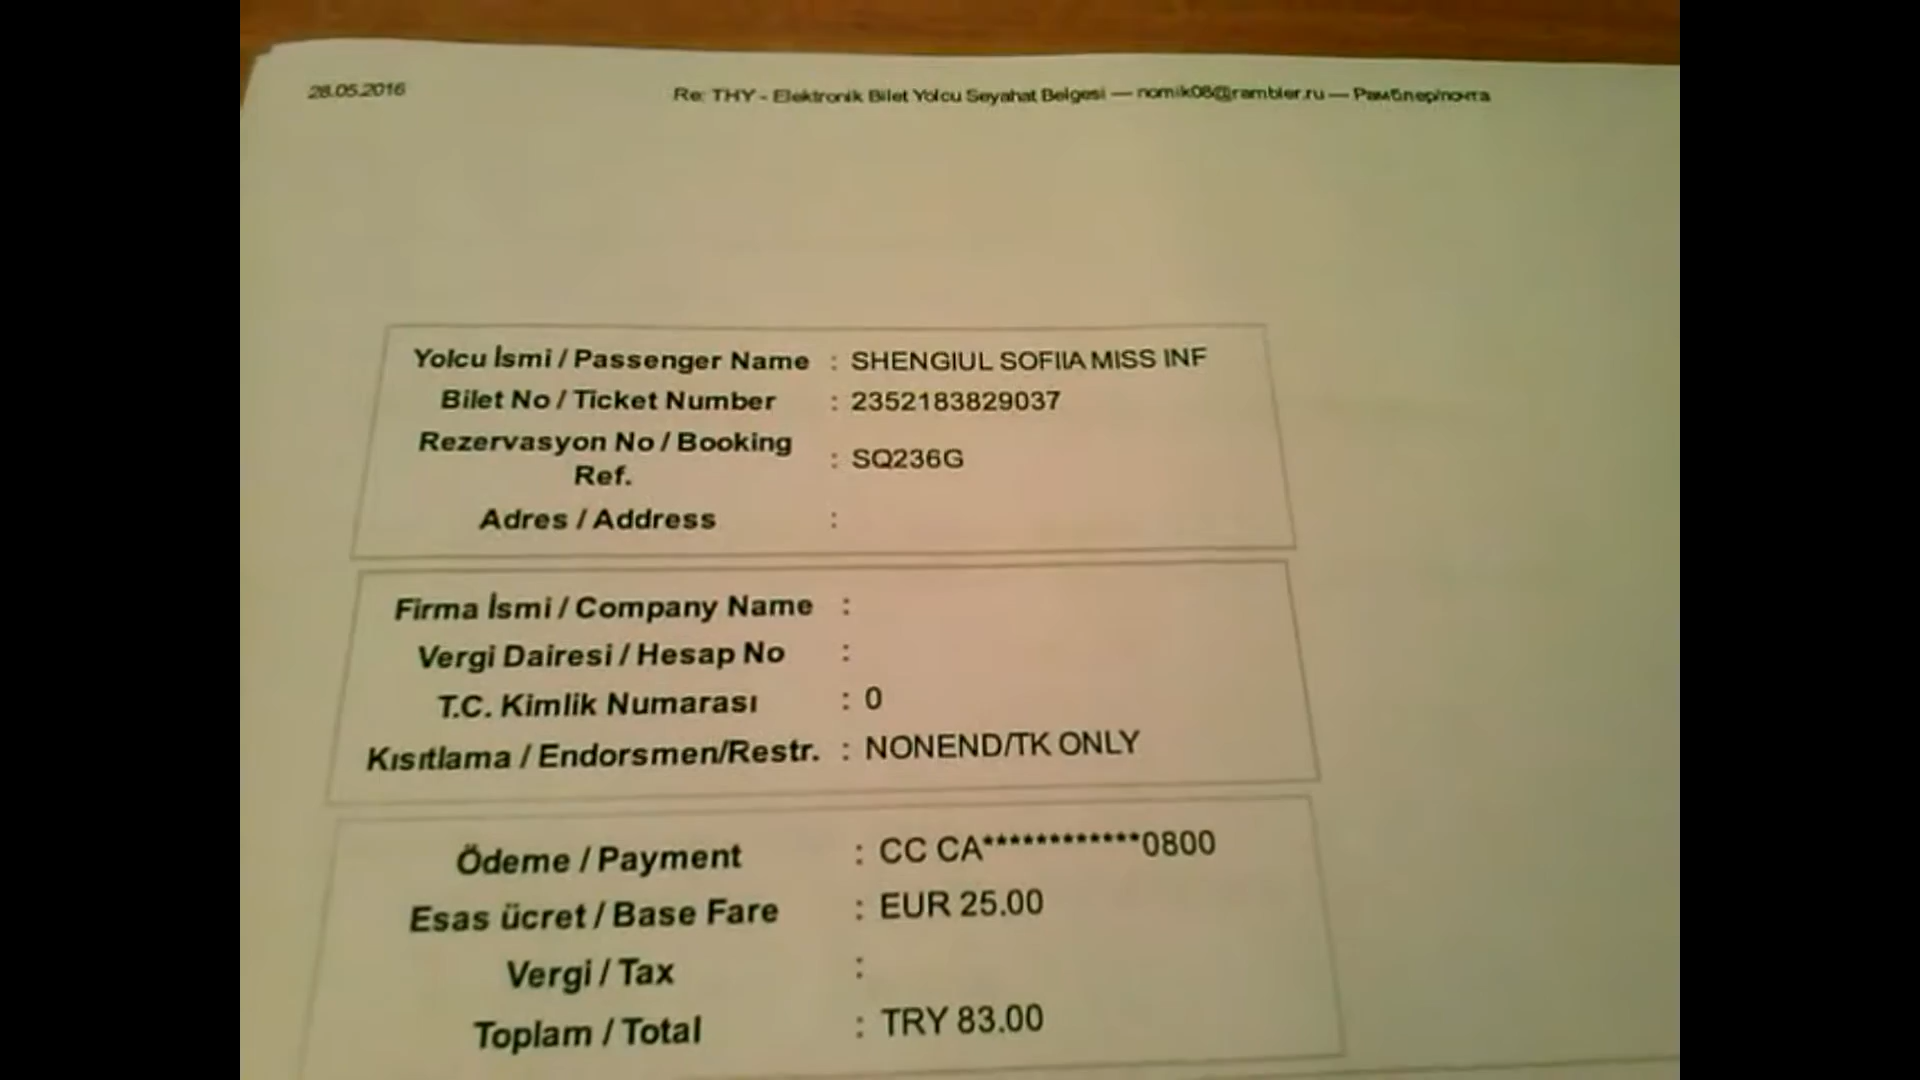 28.05.2016 Re: THY - Elektronik Bilet Yolcu Seyahat Belgesi — nomik08@rambler.ru — Рамблер/почта
Yolcu İsmi / Passenger Name : SHENGIUL SOFIIA MISS INF
Bilet No / Ticket Number : 2352183829037
Rezervasyon No / Booking Ref. : SQ236G
Adres / Address :
Firma İsmi / Company Name :
Vergi Dairesi / Hesap No :
T.C. Kimlik Numarası : 0
Kısıtlama / Endorsmen/Restr. : NONEND/TK ONLY
Ödeme / Payment : CC CA************0800
Esas ücret / Base Fare : EUR 25.00
Vergi / Tax :
Toplam / Total : TRY 83.00